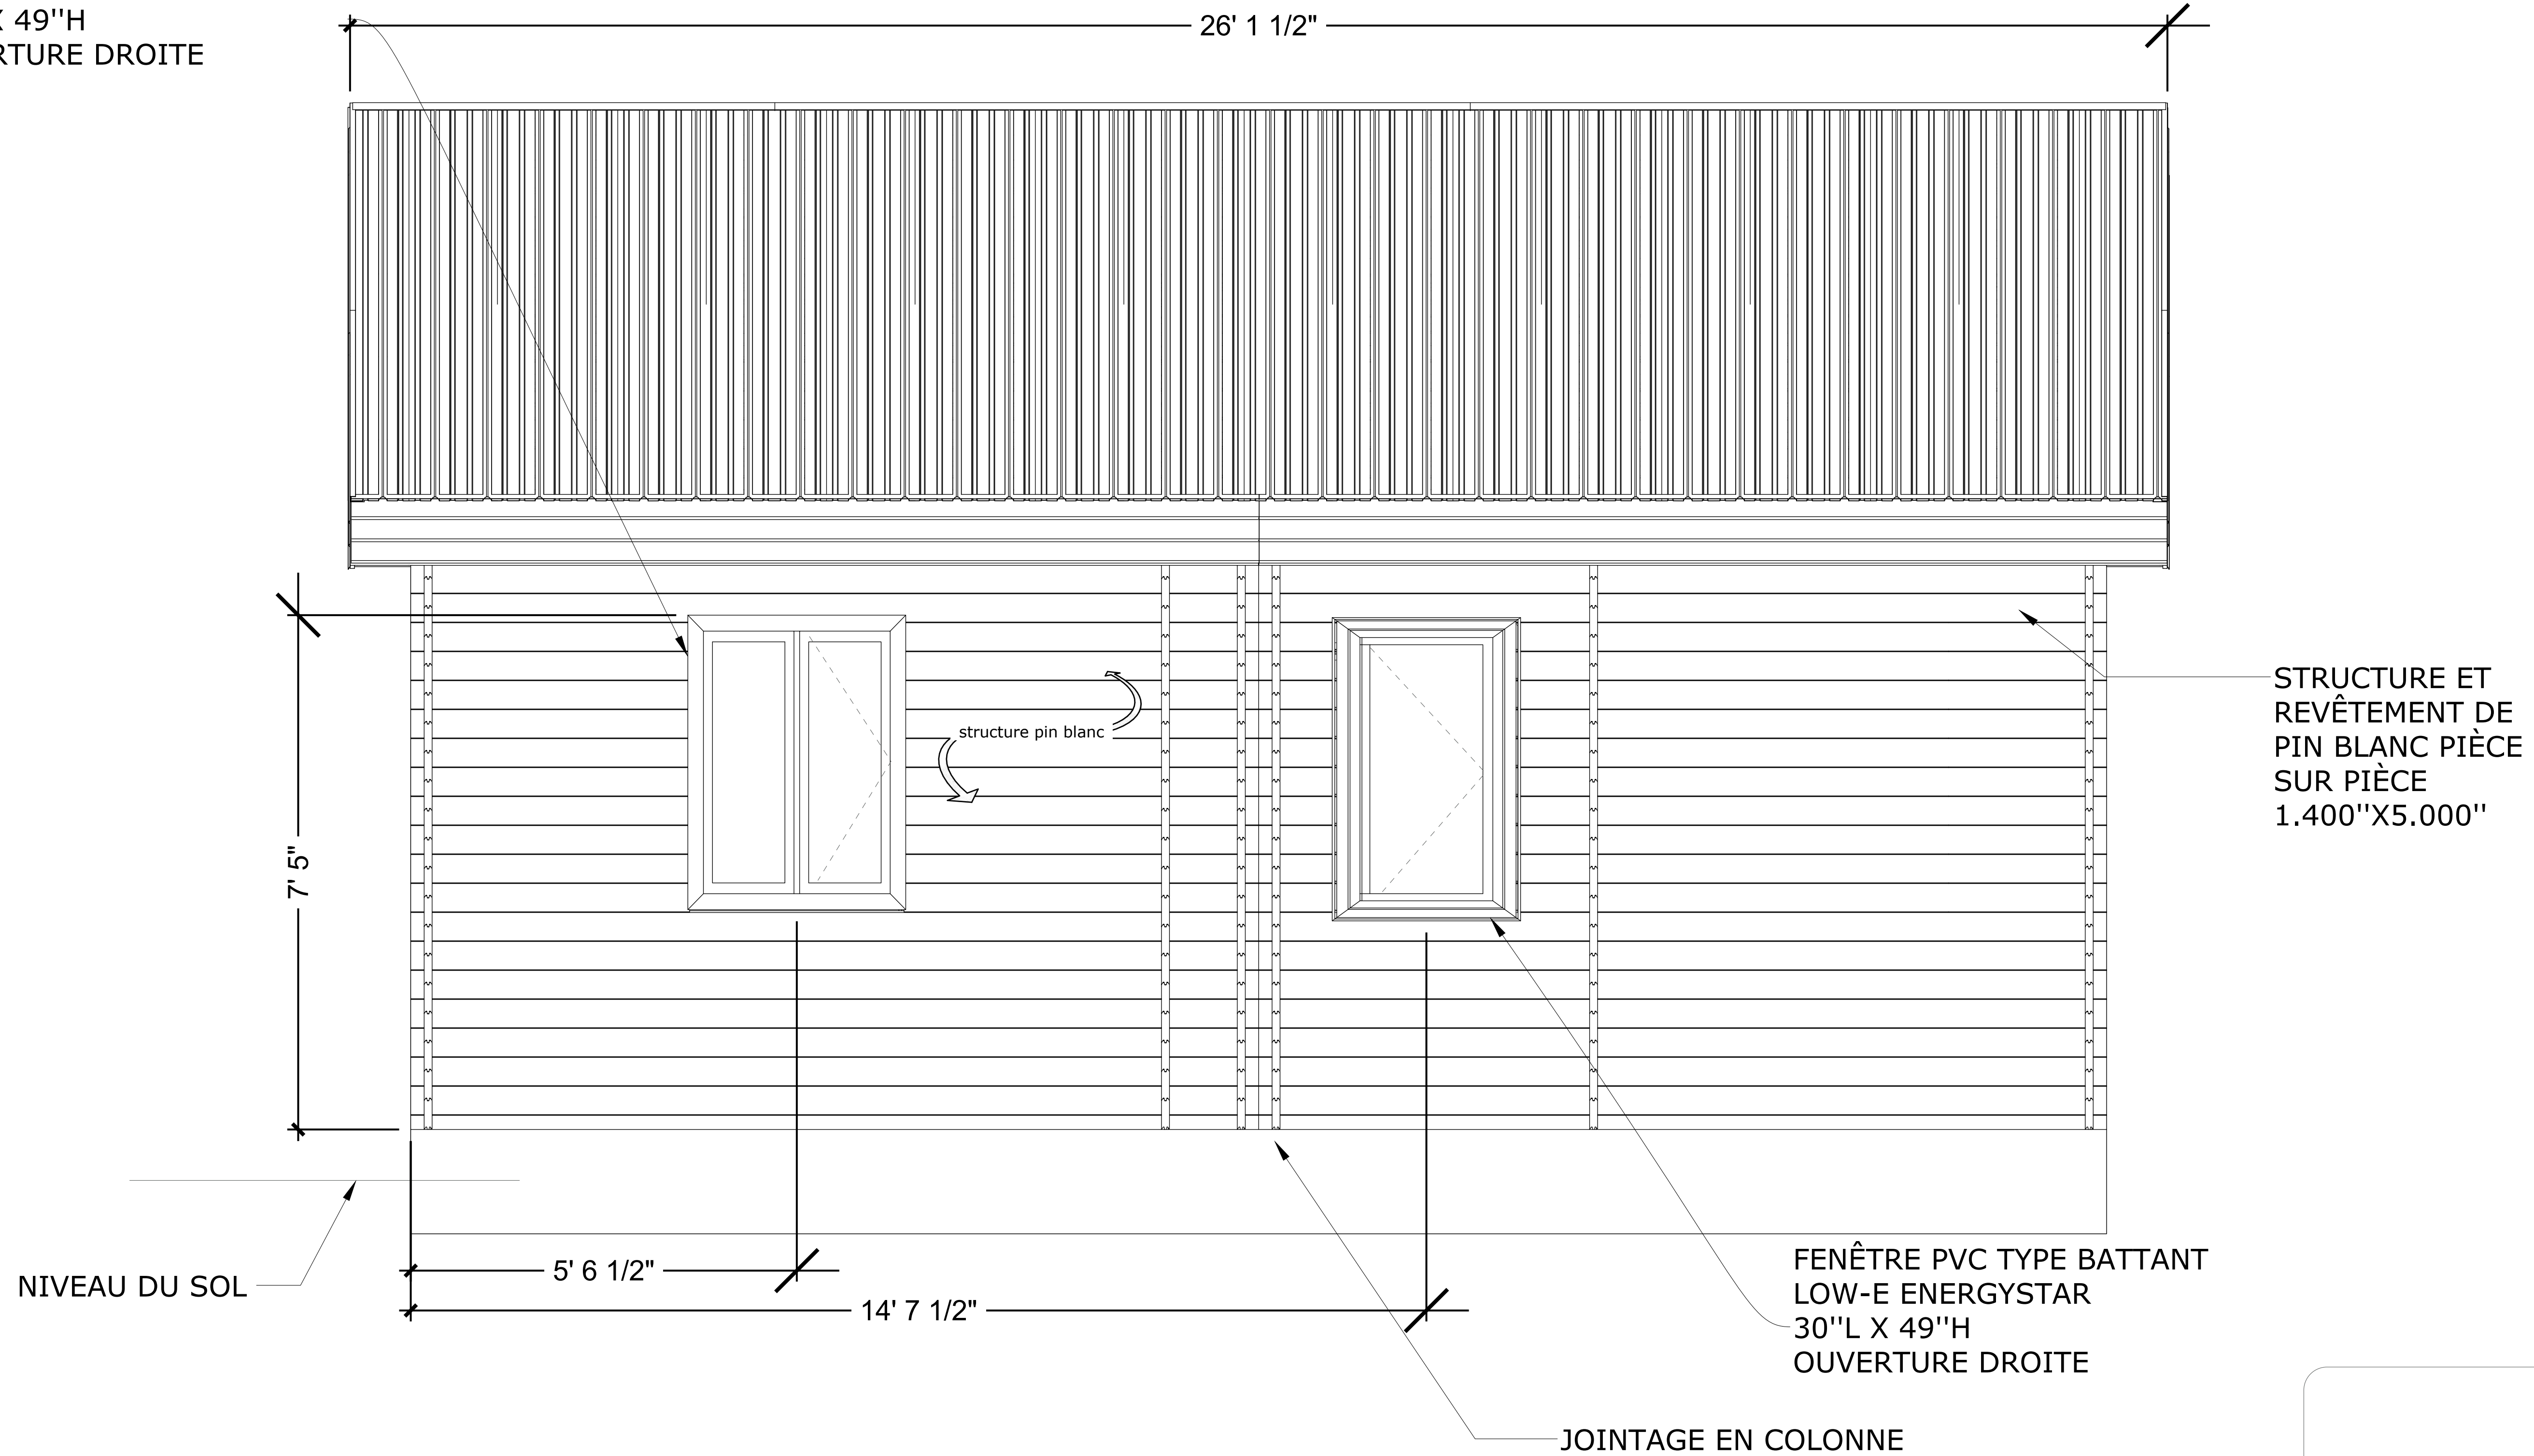 X 49''H
RTURE DROITE
26' 1 1/2"
STRUCTURE ET
REVÊTEMENT DE
PIN BLANC PIÈCE
SUR PIÈCE
1.400''X5.000''
structure pin blanc
7' 5"
NIVEAU DU SOL
5' 6 1/2"
14' 7 1/2"
FENÊTRE PVC TYPE BATTANT
LOW-E ENERGYSTAR
30''L X 49''H
OUVERTURE DROITE
JOINTAGE EN COLONNE